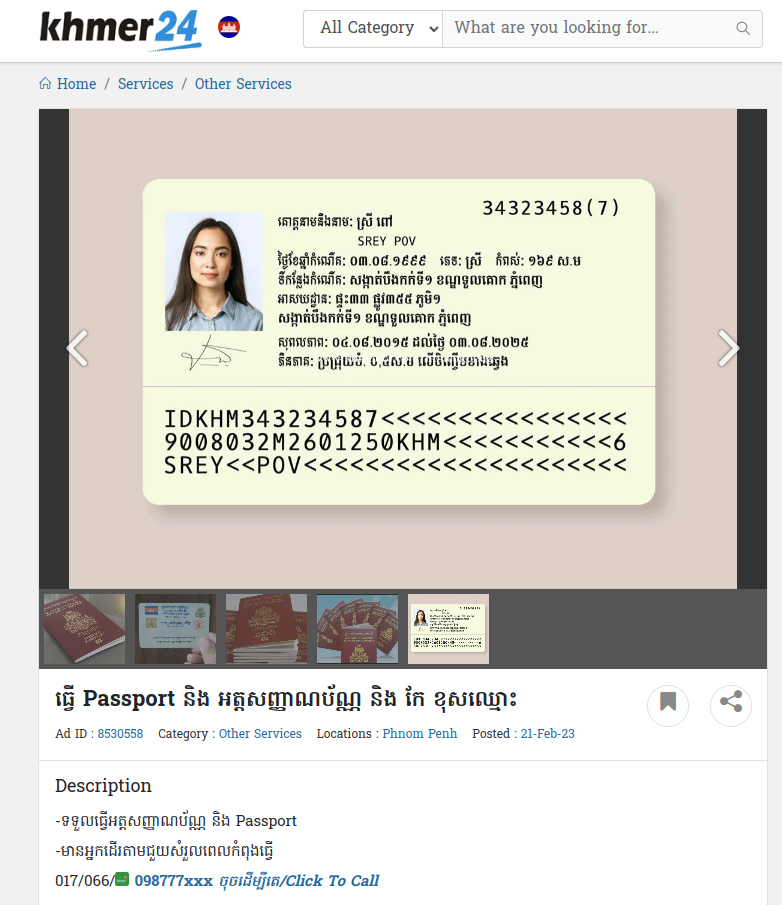 khmer24
All Category
What are you looking for...
Home / Services / Other Services
34323458(7)
គោត្តនាមនិងនាម: ស្រី ពៅ
SREY POV
ថ្ងៃខែឆ្នាំកំណើត: ០៣.០៨.១៩៩៩ ភេទ: ស្រី កំពស់: ១៦៩ ស.ម
ទីកន្លែងកំណើត: សង្កាត់បឹងកក់ទី១ ខណ្ឌទួលគោក ភ្នំពេញ
អាសយដ្ឋាន: ផ្ទះ៣៣ ផ្លូវ៣៥៥ ភូមិ១
សង្កាត់បឹងកក់ទី១ ខណ្ឌទួលគោក ភ្នំពេញ
សុពលភាព: ០៤.០៨.២០១៥ ដល់ថ្ងៃ ០៣.០៨.២០២៥
ភិនភាគ: ប្រជ្រុយចំ. ០,៥ស.ម លើចិញ្ចើមខាងឆ្វេង
IDKHM343234587<<<<<<<<<<<<<<<<
9008032M2601250KHM<<<<<<<<<<<6
SREY<<POV<<<<<<<<<<<<<<<<<<<<<
ធ្វើ Passport និង អត្តសញ្ញាណប័ណ្ណ និង កែ ខុសឈ្មោះ
Ad ID : 8530558 Category : Other Services Locations : Phnom Penh Posted : 21-Feb-23
Description
-ទទួលធ្វើអត្តសញ្ញាណប័ណ្ណ និង Passport
-មានអ្នកដើរតាមជួយសំរួលពេលកំពុងធ្វើ
017/066/ 098777xxx ចុចដើម្បីតេ/Click To Call